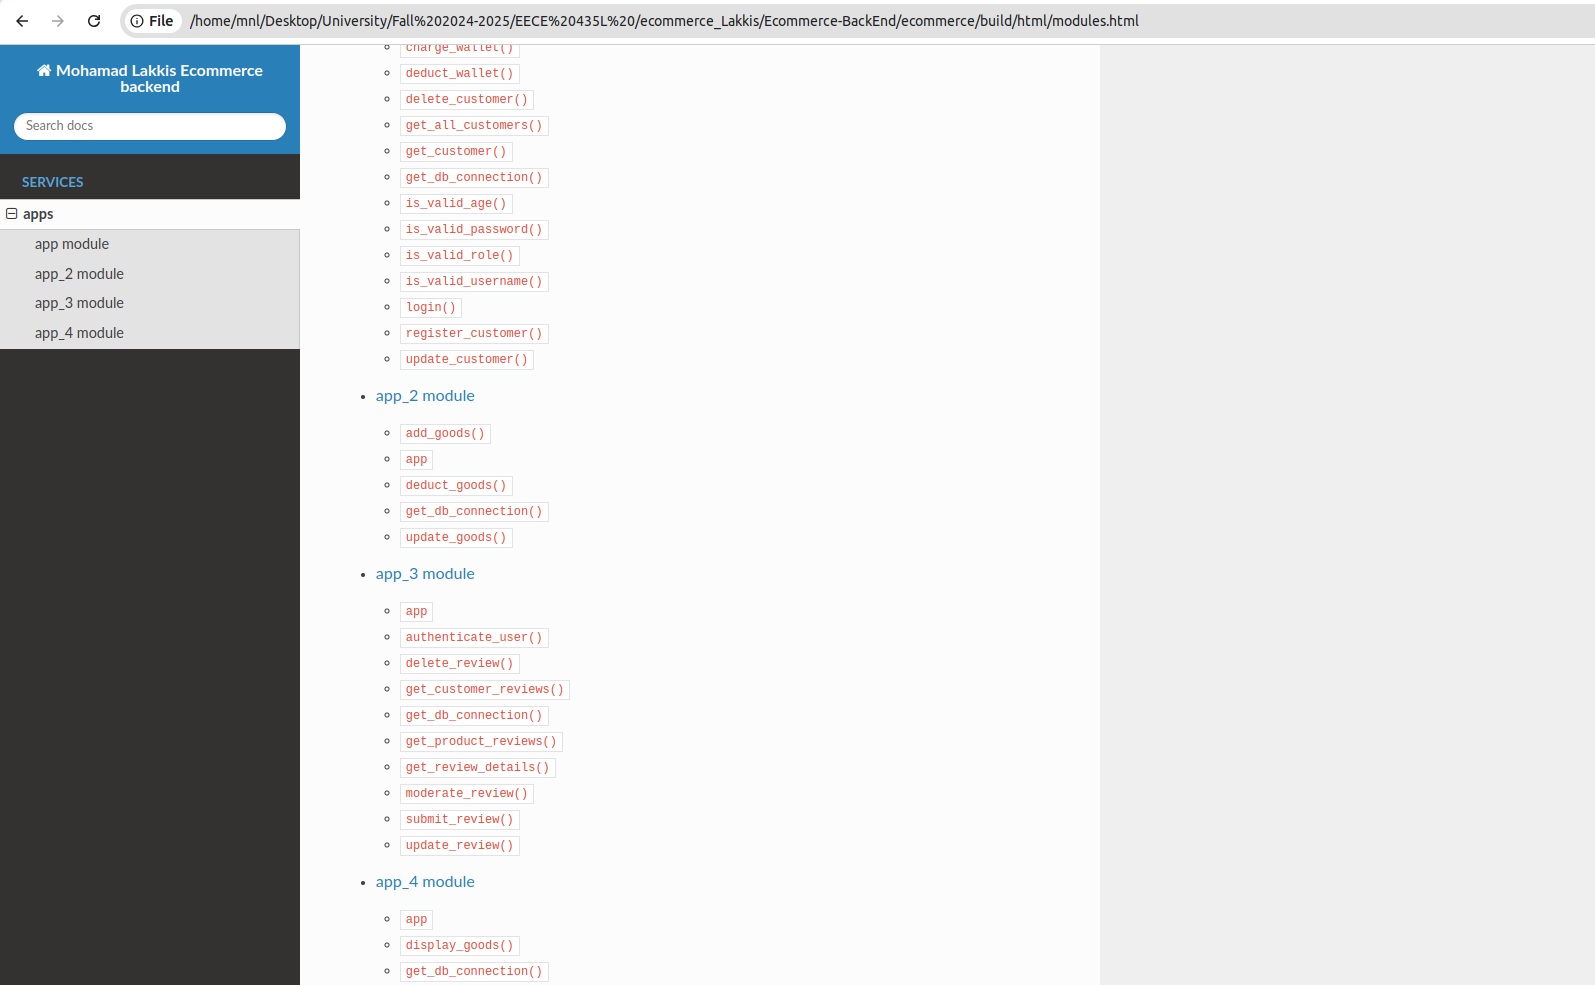 File /home/mnl/Desktop/University/Fall%202024-2025/EECE%20435L%20/ecommerce_Lakkis/Ecommerce-BackEnd/ecommerce/build/html/modules.html
Mohamad Lakkis Ecommerce
backend
Search docs
SERVICES
apps
app module
app_2 module
app_3 module
app_4 module
charge_wallet()
deduct_wallet()
delete_customer()
get_all_customers()
get_customer()
get_db_connection()
is_valid_age()
is_valid_password()
is_valid_role()
is_valid_username()
login()
register_customer()
update_customer()
app_2 module
add_goods()
app
deduct_goods()
get_db_connection()
update_goods()
app_3 module
app
authenticate_user()
delete_review()
get_customer_reviews()
get_db_connection()
get_product_reviews()
get_review_details()
moderate_review()
submit_review()
update_review()
app_4 module
app
display_goods()
get_db_connection()